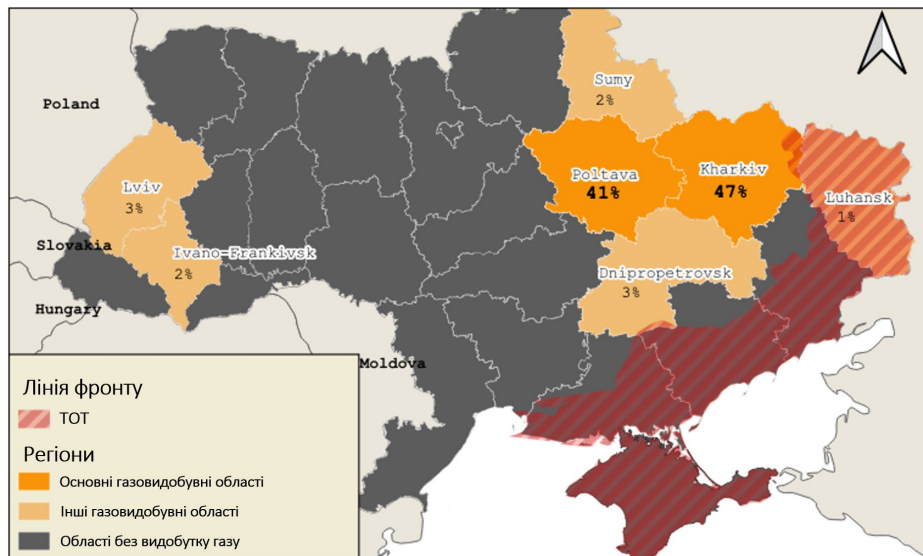 Sumy
2%
Poland
Poltava
41%
Kharkiv
47%
Lviv
3%
Luhansk
1%
Slovakia
Ivano-Frankivsk
2%
Dnipropetrovsk
3%
Hungary
Moldova
Лінія фронту
ТОТ
Регіони
Основні газовидобувні області
Інші газовидобувні області
Області без видобутку газу